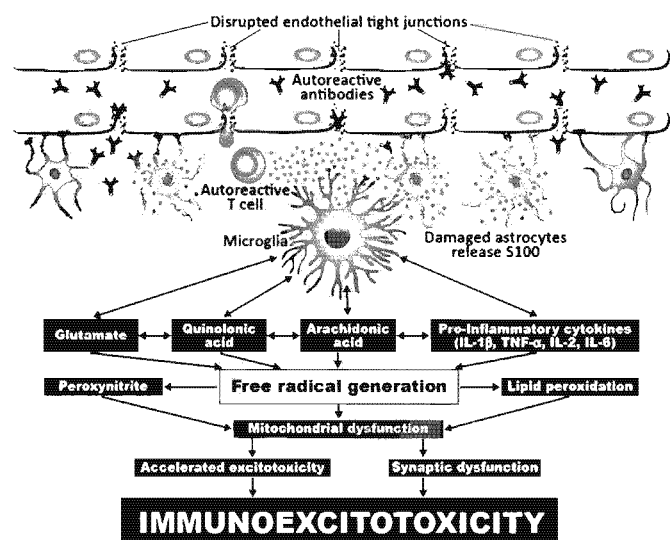 Disrupted endothelial tight junctions
Autoreactive
antibodies
Autoreactive
T cell
Microglia
Damaged astrocytes
release S100
Glutamate
Quinolonic
acid
Arachidonic
acid
Pro-Inflammatory cytokines
(IL-1β, TNF-α, IL-2, IL-6)
Peroxynitrite
Free radical generation
Lipid peroxidation
Mitochondrial dysfunction
Accelerated excitotoxicity
Synaptic dysfunction
IMMUNOEXCITOTOXICITY